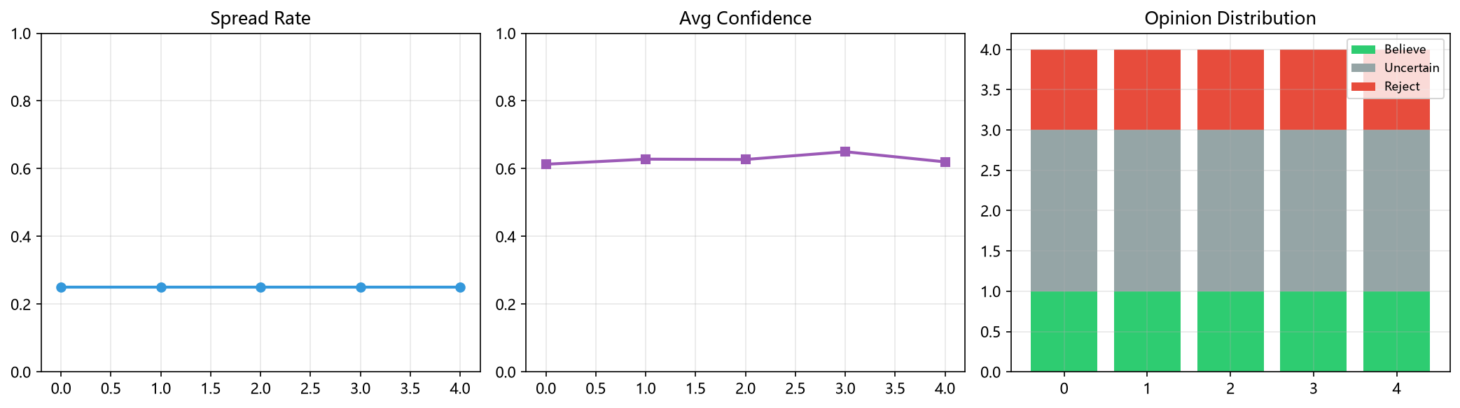 Spread Rate
1.0
0.8
0.6
0.4
0.2
0.0
0.0 0.5 1.0 1.5 2.0 2.5 3.0 3.5 4.0
Avg Confidence
1.0
0.8
0.6
0.4
0.2
0.0
0.0 0.5 1.0 1.5 2.0 2.5 3.0 3.5 4.0
Opinion Distribution
Believe
Uncertain
Reject
4.0
3.5
3.0
2.5
2.0
1.5
1.0
0.5
0.0
0 1 2 3 4